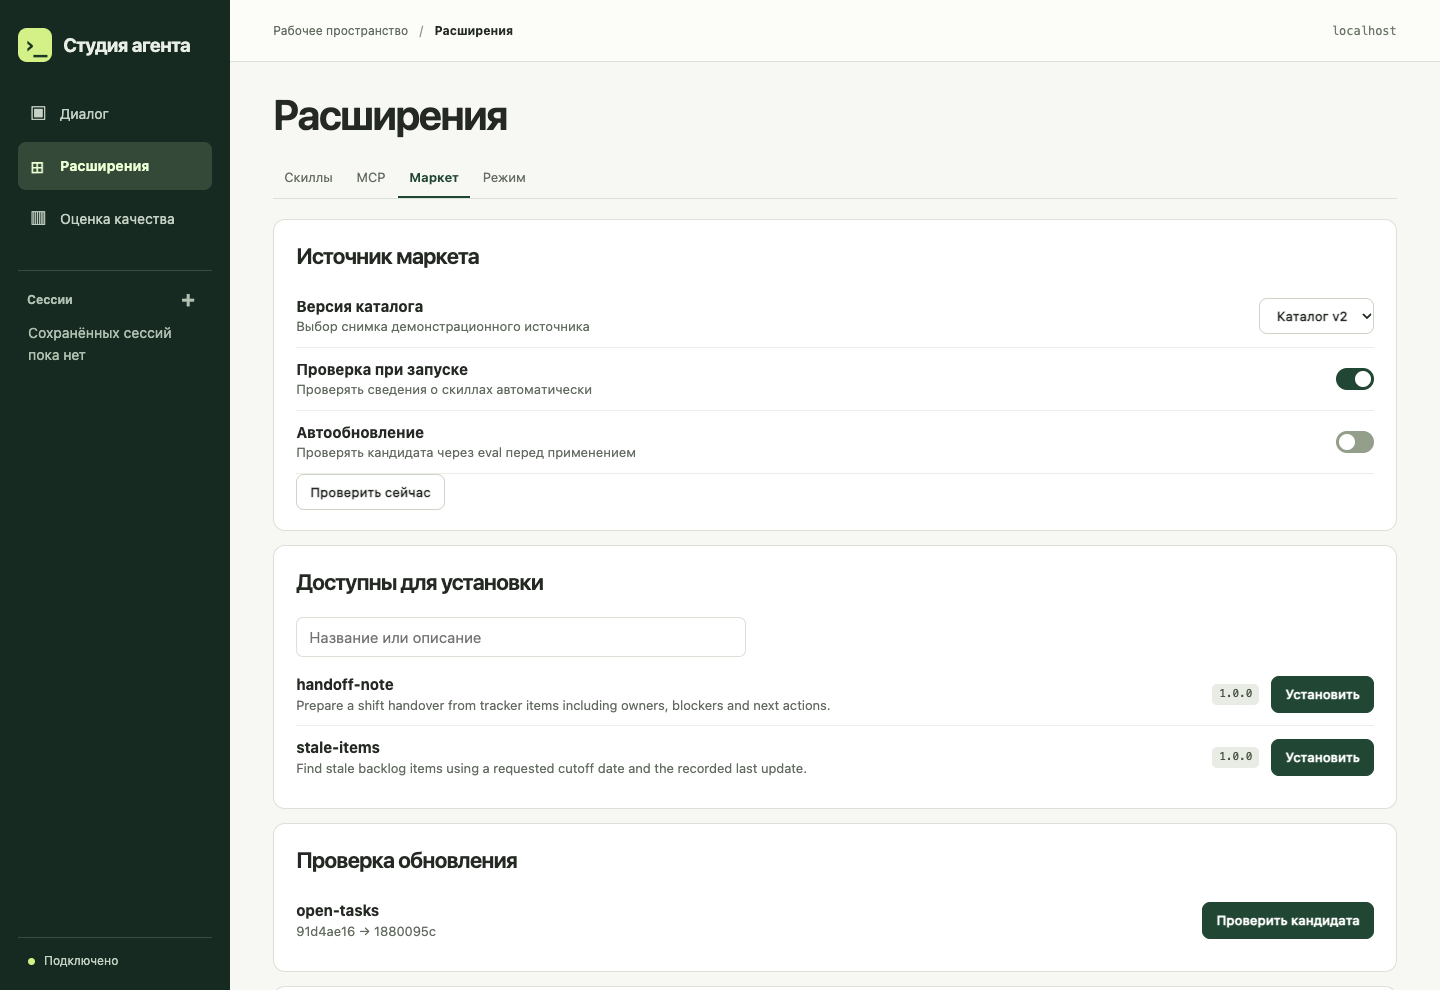 Студия агента
Диалог
Расширения
Оценка качества
Сессии
Сохранённых сессий
пока нет
Подключено
Рабочее пространство / Расширения
localhost
Расширения
Скиллы MCP Маркет Режим
Источник маркета
Версия каталога
Выбор снимка демонстрационного источника
Каталог v2
Проверка при запуске
Проверять сведения о скиллах автоматически
Автообновление
Проверять кандидата через eval перед применением
Проверить сейчас
Доступны для установки
Название или описание
handoff-note
Prepare a shift handover from tracker items including owners, blockers and next actions.
1.0.0 Установить
stale-items
Find stale backlog items using a requested cutoff date and the recorded last update.
1.0.0 Установить
Проверка обновления
open-tasks
91d4ae16 → 1880095c
Проверить кандидата